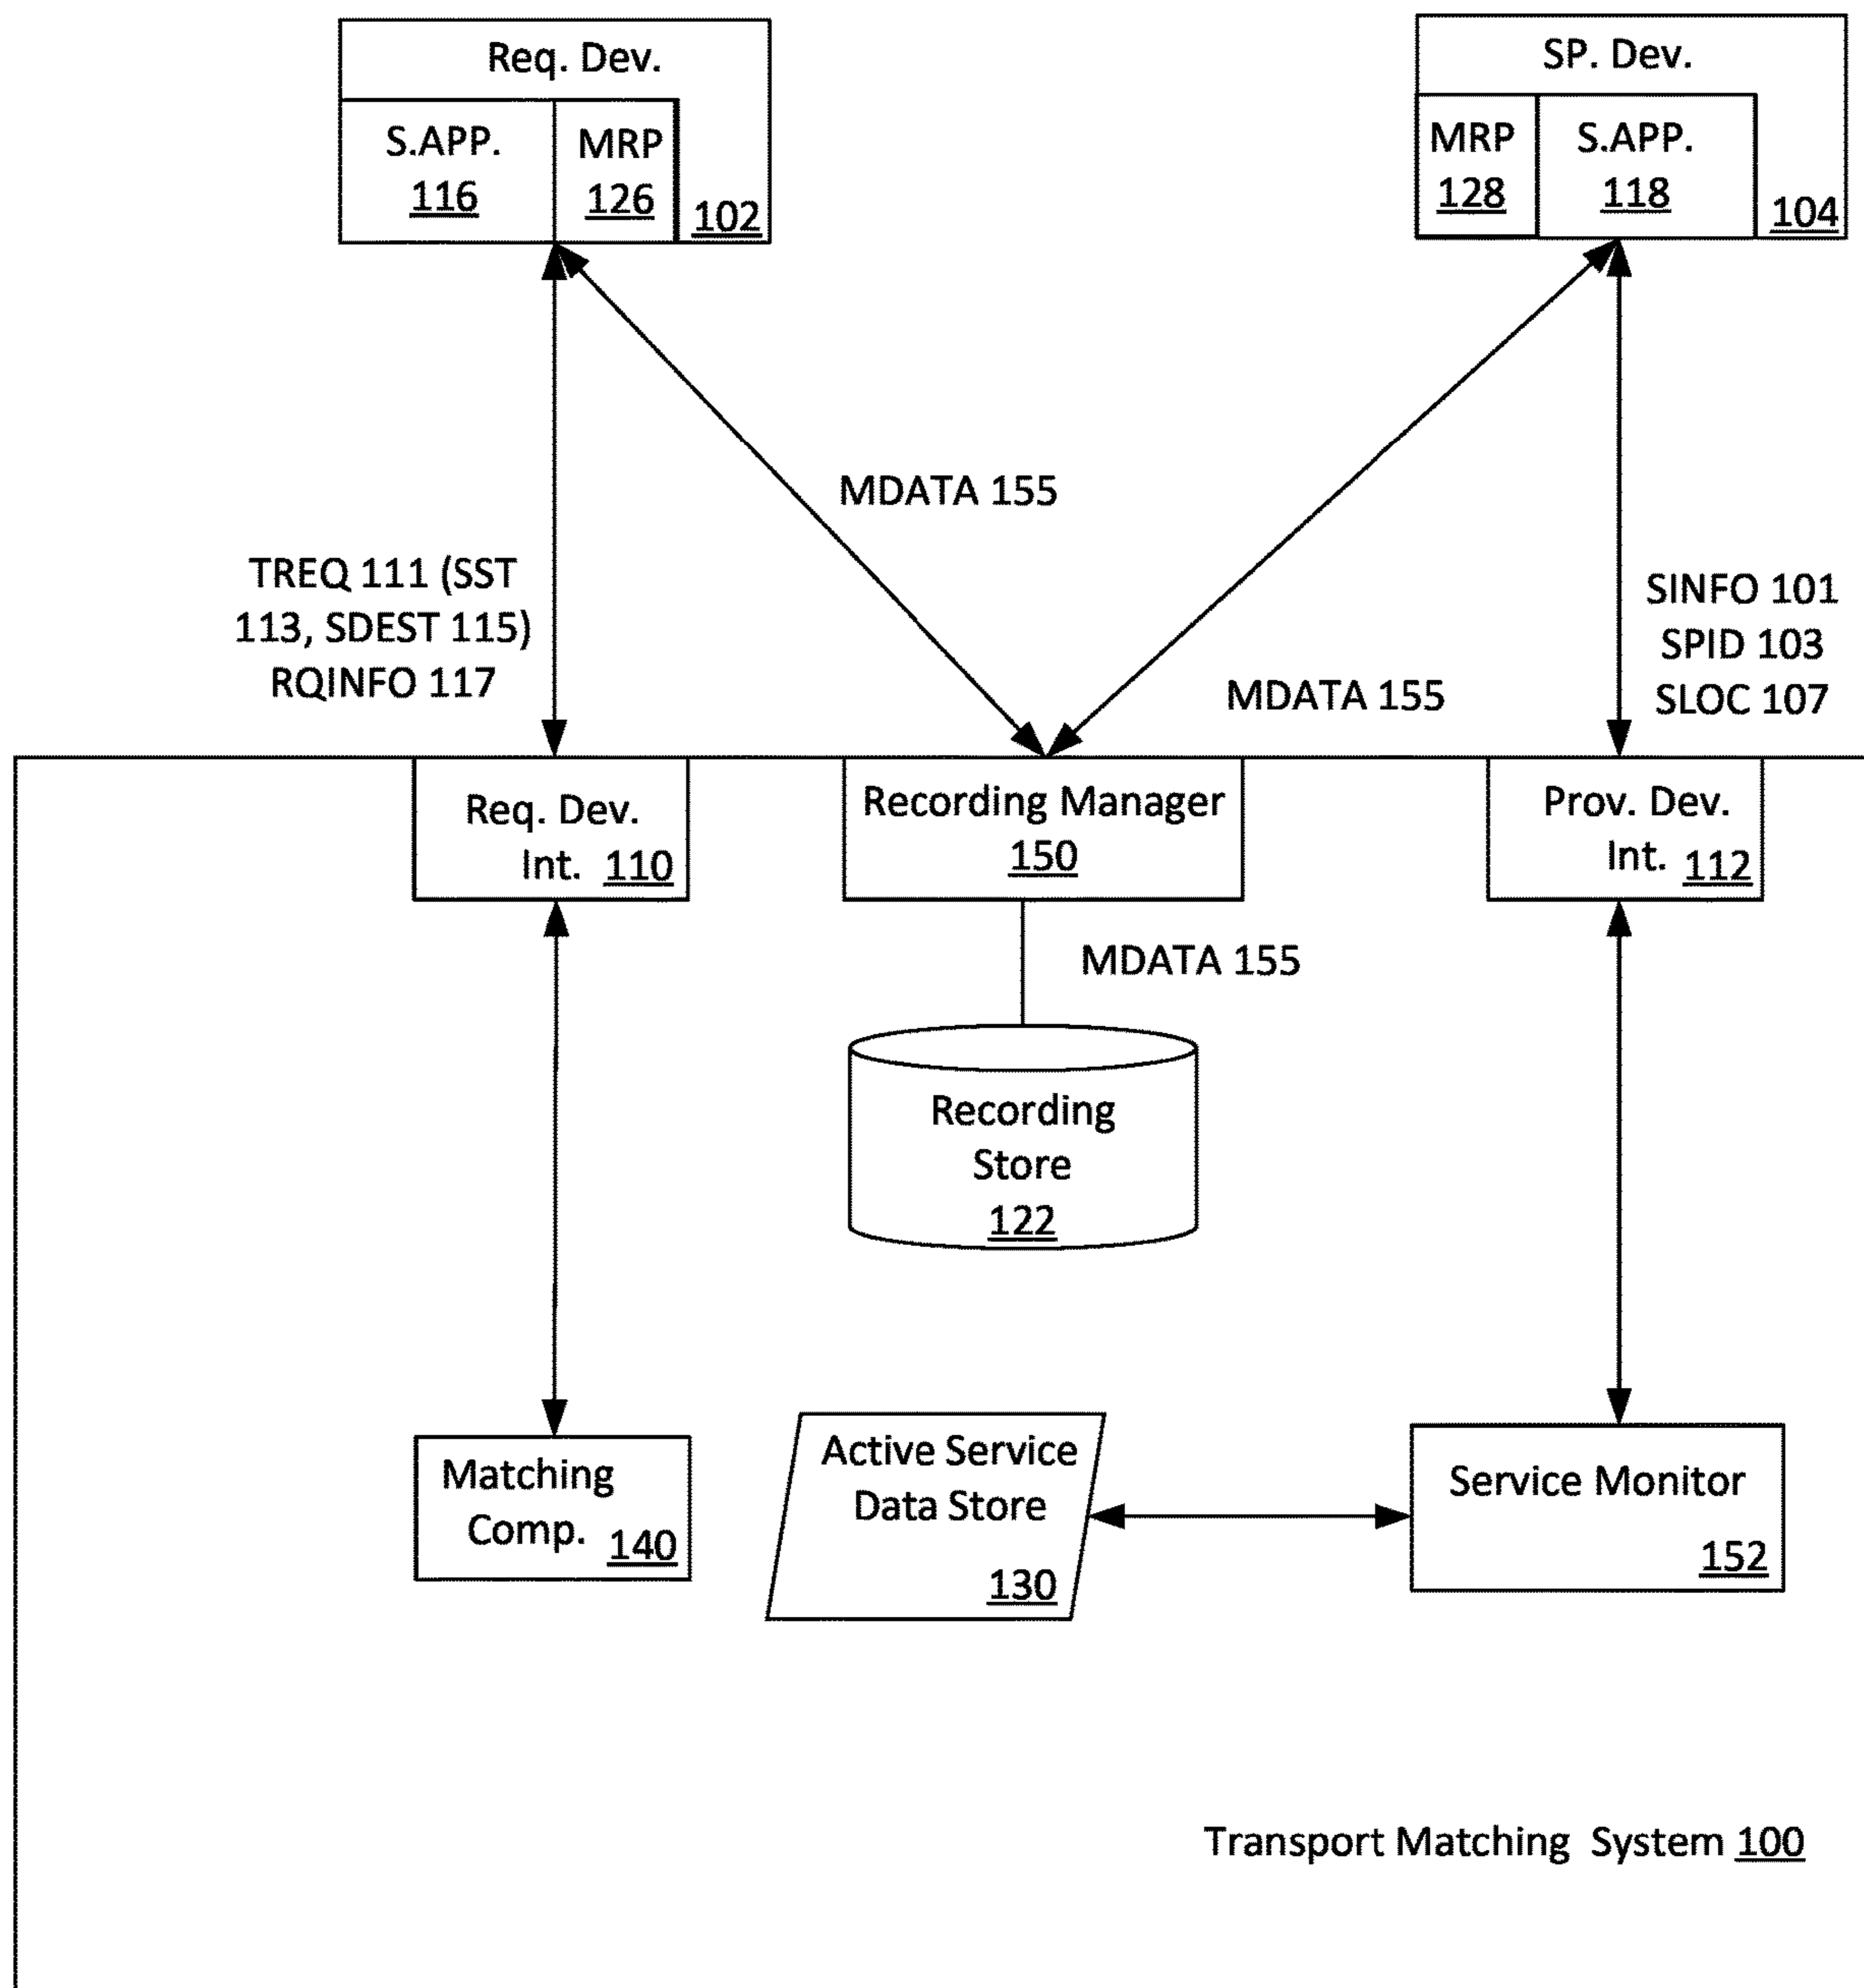 Req. Dev.
S.APP.
116
MRP
126
102
SP. Dev.
MRP
128
S.APP.
118
104
MDATA 155
TREQ 111 (SST
113, SDEST 115)
RQINFO 117
MDATA 155
SINFO 101
SPID 103
SLOC 107
Req. Dev.
Int. 110
Recording Manager
150
Prov. Dev.
Int. 112
MDATA 155
Recording
Store
122
Matching
Comp. 140
Active Service
Data Store
130
Service Monitor
152
Transport Matching System 100